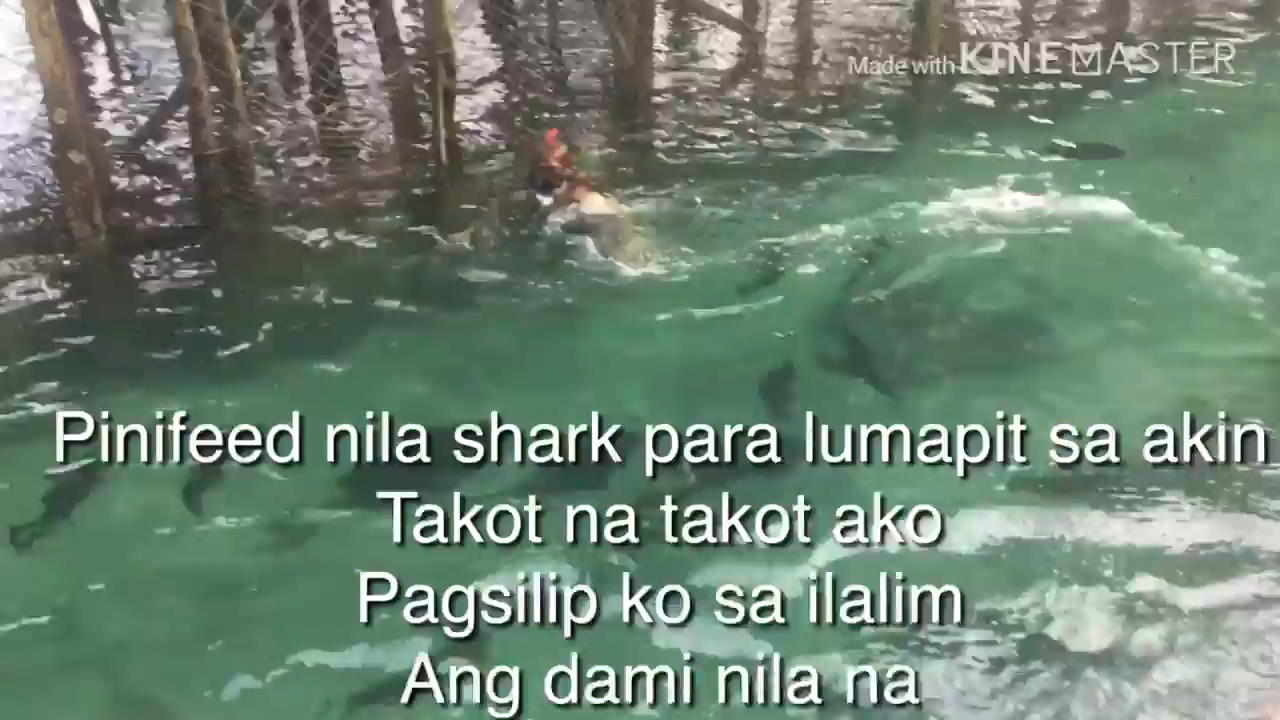 Made with KINEMASTER
Pinifeed nila shark para lumapit sa akin
Takot na takot ako
Pagsilip ko sa ilalim
Ang dami nila na